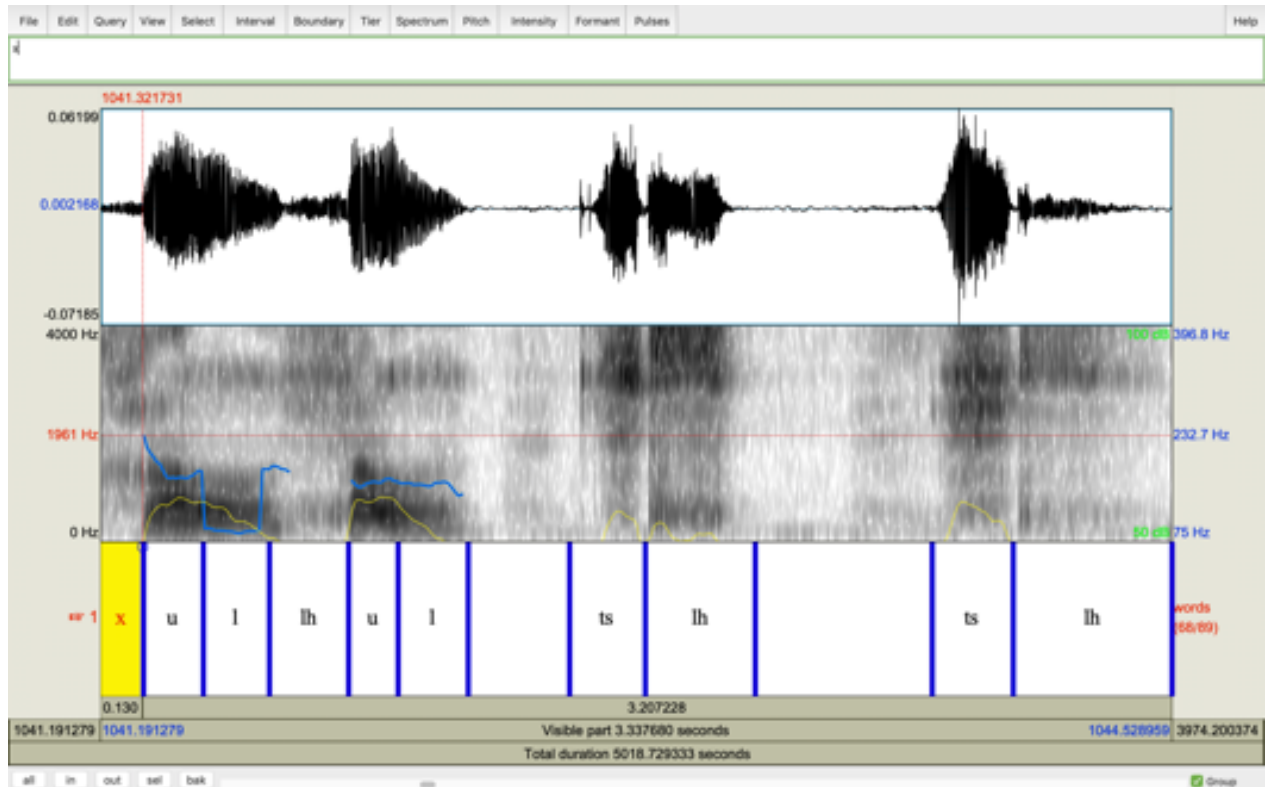 File Edit Query View Select Interval Boundary Tier Spectrum Pitch Intensity Formant Pulses Help
x
1041.321731
0.06199
0.002168
-0.07185
4000 Hz 100 dB 396.8 Hz
1961 Hz 232.7 Hz
0 Hz 50 dB 75 Hz
1 x u l lh u l ts lh ts lh words
(68/89)
0.130 3.207228
1041.191279 1041.191279 Visible part 3.337680 seconds 1044.528959 3974.200374
Total duration 5018.729333 seconds
all in out sel bak Group